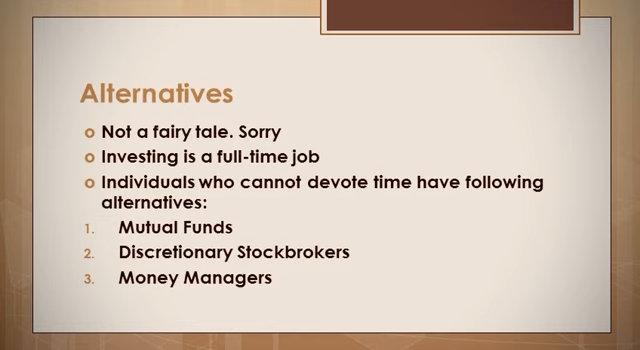 Alternatives
Not a fairy tale. Sorry
Investing is a full-time job
Individuals who cannot devote time have following
alternatives:
1. Mutual Funds
2. Discretionary Stockbrokers
3. Money Managers